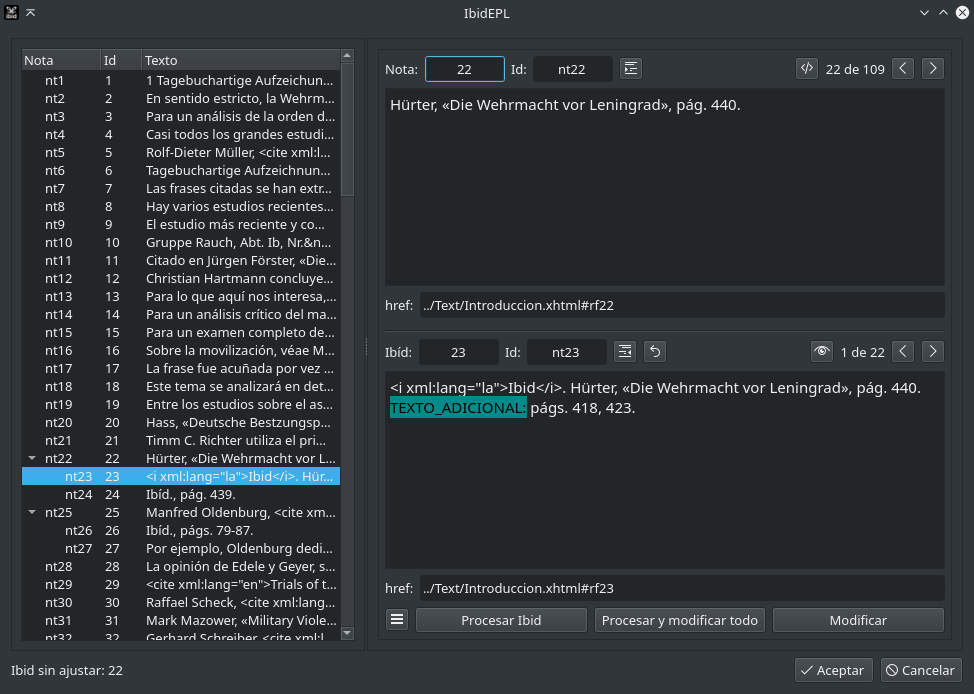 IbidEPL
Nota Id Texto
nt1 1 1 Tagebuchartige Aufzeichun...
nt2 2 En sentido estricto, la Wehrm...
nt3 3 Para un análisis de la orden d...
nt4 4 Casi todos los grandes estudi...
nt5 5 Rolf-Dieter Müller, <cite xml:l...
nt6 6 Tagebuchartige Aufzeichnun...
nt7 7 Las frases citadas se han extr...
nt8 8 Hay varios estudios recientes...
nt9 9 El estudio más reciente y co...
nt10 10 Gruppe Rauch, Abt. Ib, Nr.&n...
nt11 11 Citado en Jürgen Förster, «Die...
nt12 12 Christian Hartmann concluye...
nt13 13 Para lo que aquí nos interesa,...
nt14 14 Para un análisis crítico del ma...
nt15 15 Para un examen completo de...
nt16 16 Sobre la movilización, véae M...
nt17 17 La frase fue acuñada por vez ...
nt18 18 Este tema se analizará en det...
nt19 19 Entre los estudios sobre el as...
nt20 20 Hass, «Deutsche Bestzungsp...
nt21 21 Timm C. Richter utiliza el pri...
nt22 22 Hürter, «Die Wehrmacht vor L...
nt23 23 <i xml:lang="la">Ibid</i>. Hür...
nt24 24 Ibíd., pág. 439.
nt25 25 Manfred Oldenburg, <cite xm...
nt26 26 Ibíd., págs. 79-87.
nt27 27 Por ejemplo, Oldenburg dedi...
nt28 28 La opinión de Edele y Geyer, s...
nt29 29 <cite xml:lang="en">Trials of t...
nt30 30 Raffael Scheck, <cite xml:lang...
nt31 31 Mark Mazower, «Military Viole...
nt32 32 Gerhard Schreiber, <cite xml:l...
Nota: 22 Id: nt22 </> 22 de 109
Hürter, «Die Wehrmacht vor Leningrad», pág. 440.
href: ../Text/Introduccion.xhtml#rf22
Ibíd: 23 Id: nt23 1 de 22
<i xml:lang="la">Ibid</i>. Hürter, «Die Wehrmacht vor Leningrad», pág. 440.
TEXTO_ADICIONAL: págs. 418, 423.
href: ../Text/Introduccion.xhtml#rf23
Procesar Ibid Procesar y modificar todo Modificar
Ibid sin ajustar: 22 Aceptar Cancelar